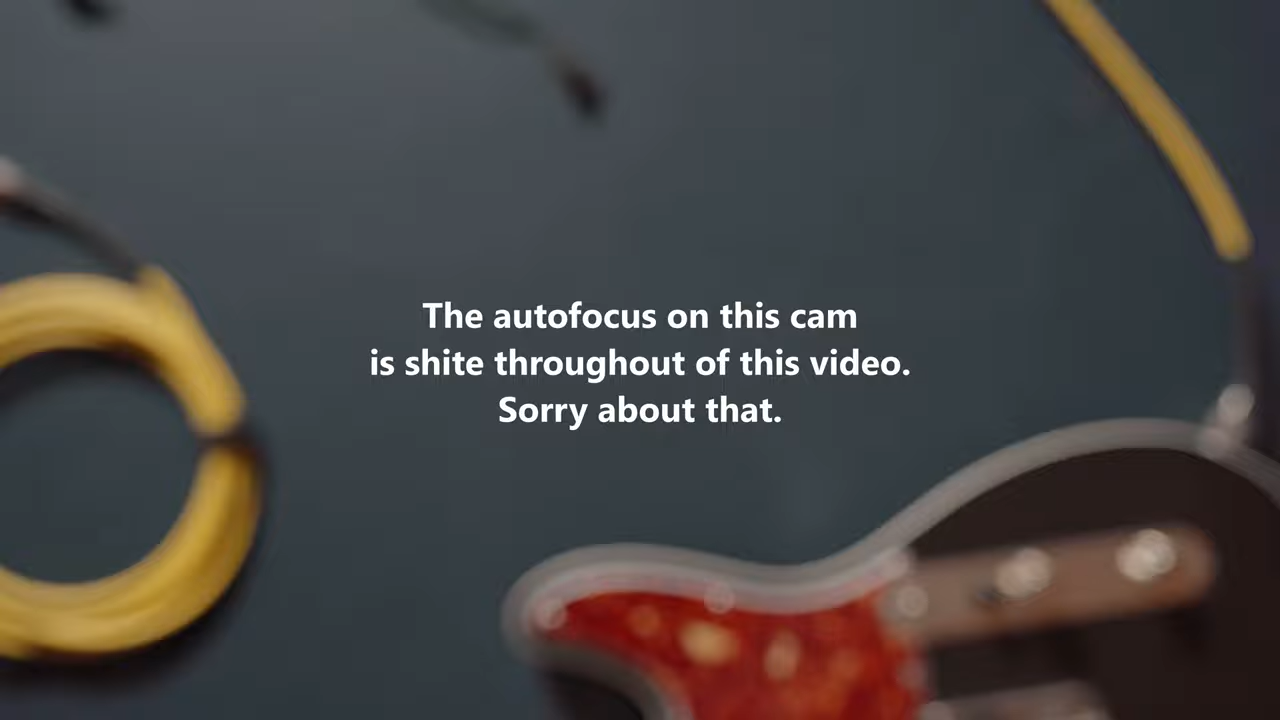 The autofocus on this cam
is shite throughout of this video.
Sorry about that.